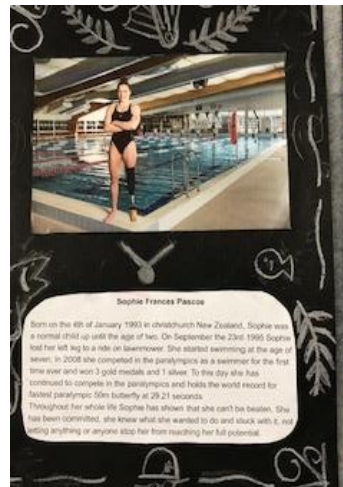 Sophie Frances Pascoe
Born on the 4th of January 1993 in christchurch New Zealand, Sophie was
a normal child up until the age of two. On September the 23rd 1995 Sophie
lost her left leg to a ride on lawnmower. She started swimming at the age of
seven. In 2008 she competed in the paralympics as a swimmer for the first
time ever and won 3 gold medals and 1 silver. To this day she has
continued to compete in the paralympics and holds the world record for
fastest paralympic 50m butterfly at 29.21 seconds.
Throughout her whole life Sophie has shown that she can't be beaten. She
has been committed, she knew what she wanted to do and stuck with it, not
letting anything or anyone stop her from reaching her full potential.